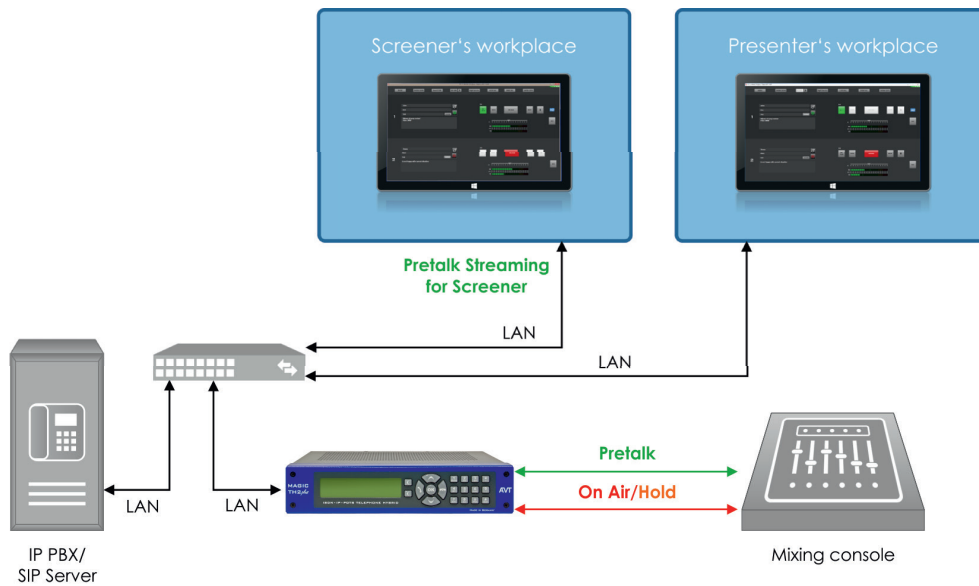 Screener's workplace
Presenter's workplace
Pretalk Streaming
for Screener
LAN
LAN
Pretalk
MAGIC
AVT
On Air/Hold
LAN
LAN
IP PBX/
SIP Server
Mixing console